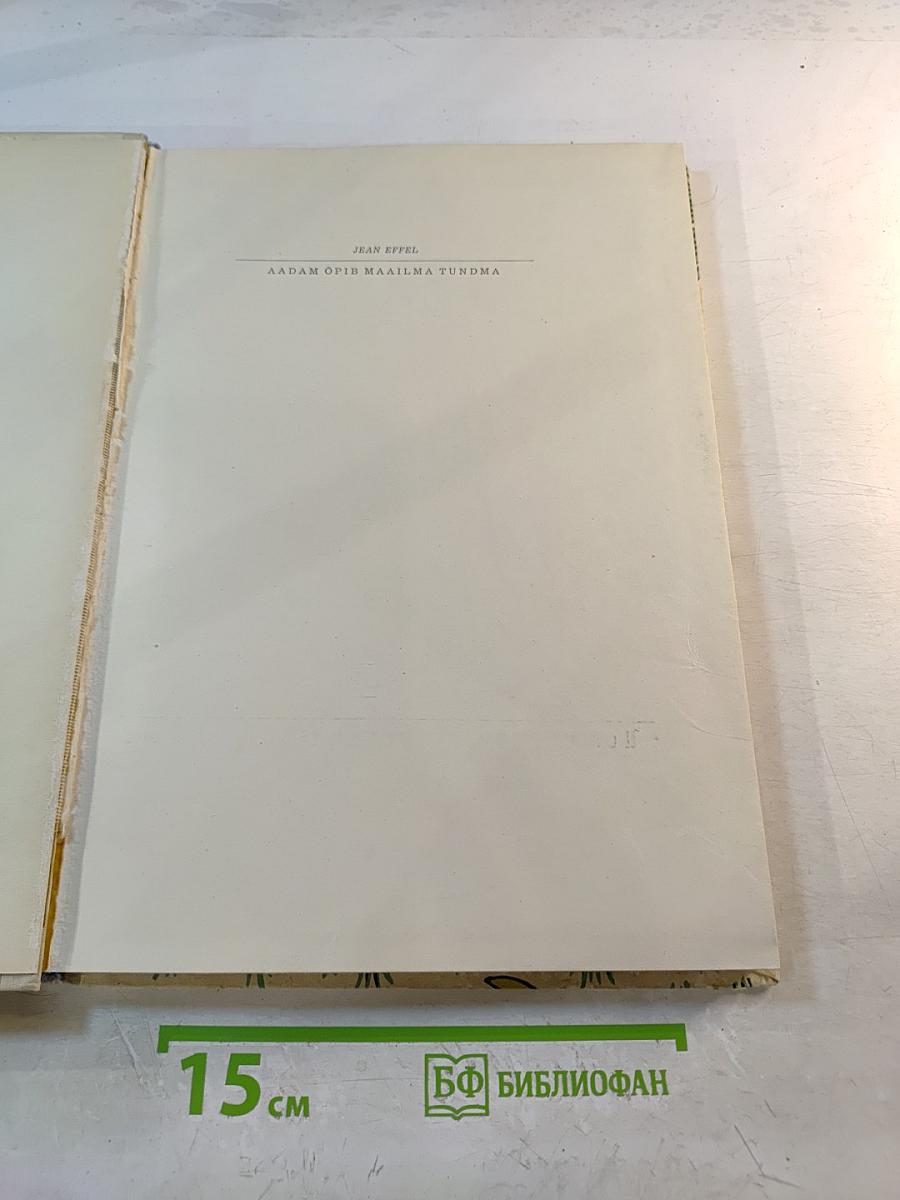 JEAN EFFEL
AADAM ÕPIB MAAILMA TUNDMA
15 см
БФ БИБЛИОФАН